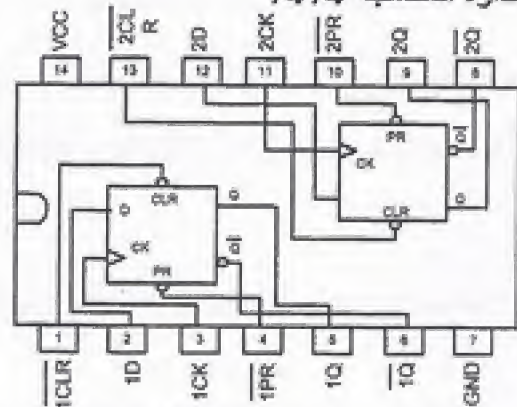 VCC
2CLR
2D
2CK
2PR
2Q
2Q
14
13
12
11
10
9
8
PR
CK
Q
CLR
Q
CLR
D
Q
CK
Q
PR
1
2
3
4
5
6
7
1CLR
1D
1CK
1PR
1Q
1Q
GND